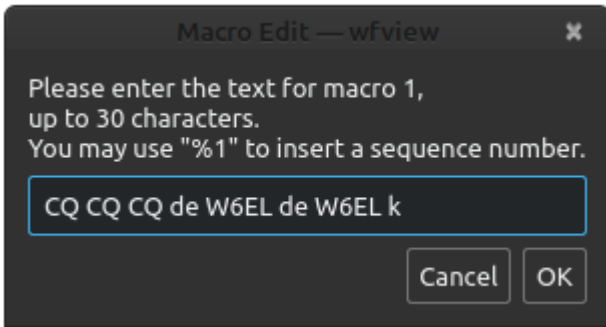 Macro Edit — wfview
Please enter the text for macro 1,
up to 30 characters.
You may use "%1" to insert a sequence number.
CQ CQ CQ de W6EL de W6EL k
Cancel OK